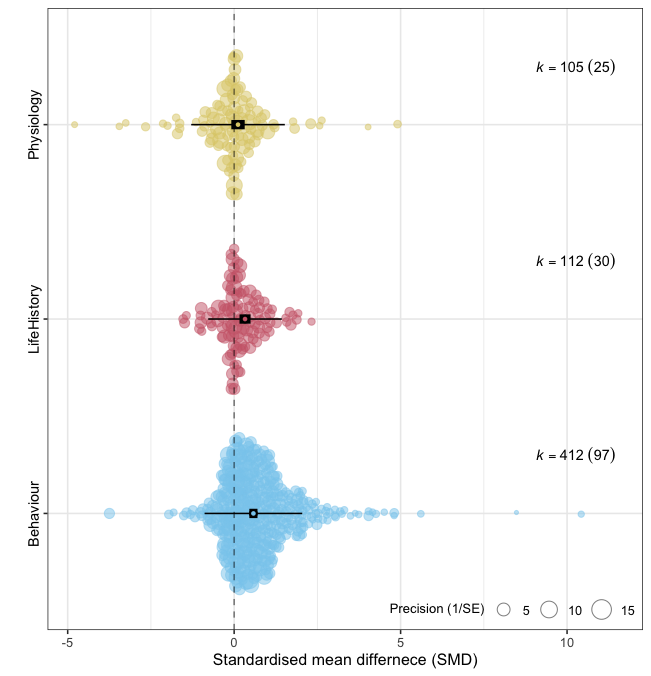 Physiology
k = 105 (25)
LifeHistory
k = 112 (30)
Behaviour
k = 412 (97)
Precision (1/SE) 5 10 15
-5 0 5 10
Standardised mean differnece (SMD)